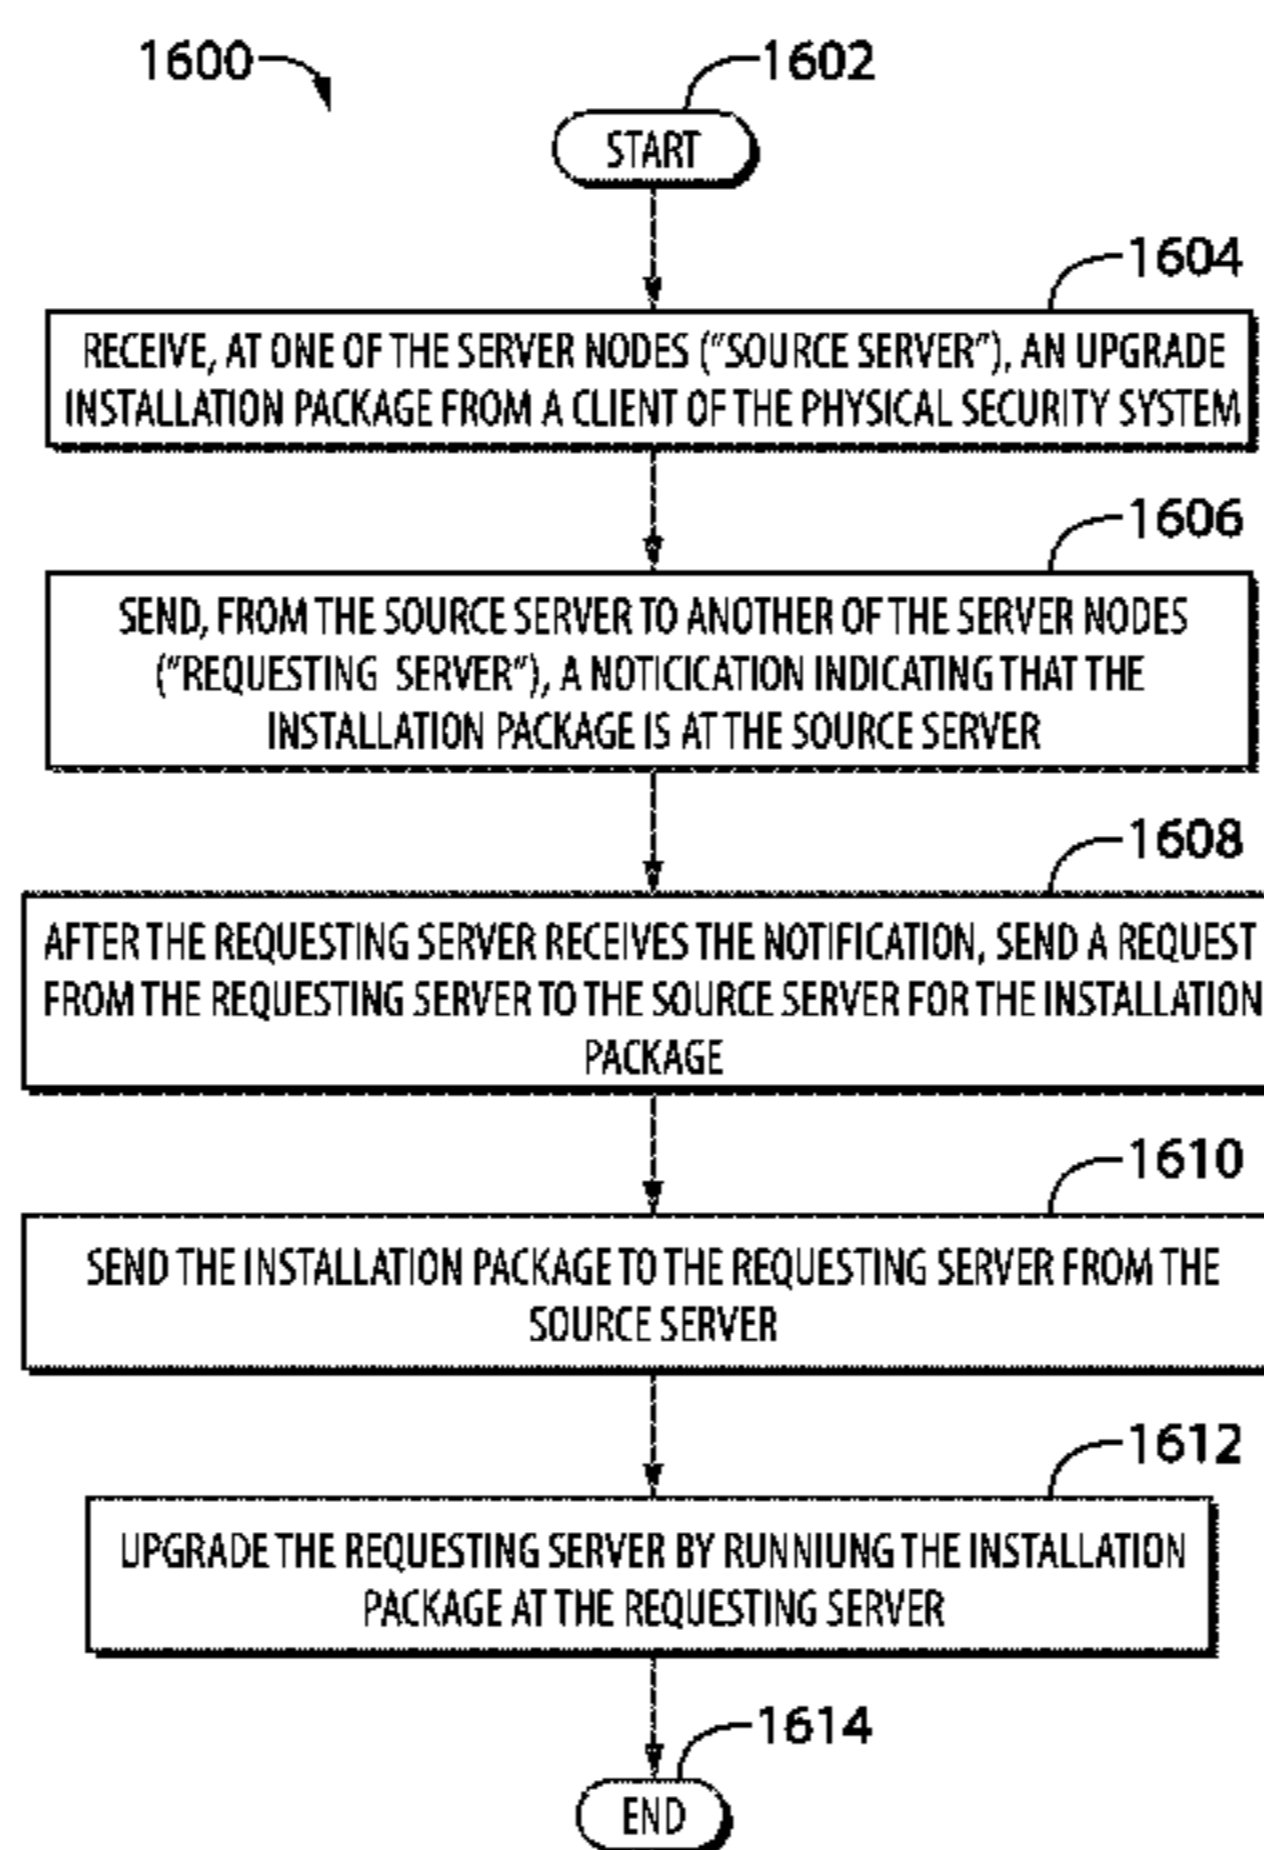 1600
1602
START
1604
RECEIVE, AT ONE OF THE SERVER NODES ("SOURCE SERVER"), AN UPGRADE
INSTALLATION PACKAGE FROM A CLIENT OF THE PHYSICAL SECURITY SYSTEM
1606
SEND, FROM THE SOURCE SERVER TO ANOTHER OF THE SERVER NODES
("REQUESTING SERVER"), A NOTICICATION INDICATING THAT THE
INSTALLATION PACKAGE IS AT THE SOURCE SERVER
1608
AFTER THE REQUESTING SERVER RECEIVES THE NOTIFICATION, SEND A REQUEST
FROM THE REQUESTING SERVER TO THE SOURCE SERVER FOR THE INSTALLATION
PACKAGE
1610
SEND THE INSTALLATION PACKAGE TO THE REQUESTING SERVER FROM THE
SOURCE SERVER
1612
UPGRADE THE REQUESTING SERVER BY RUNNIUNG THE INSTALLATION
PACKAGE AT THE REQUESTING SERVER
1614
END